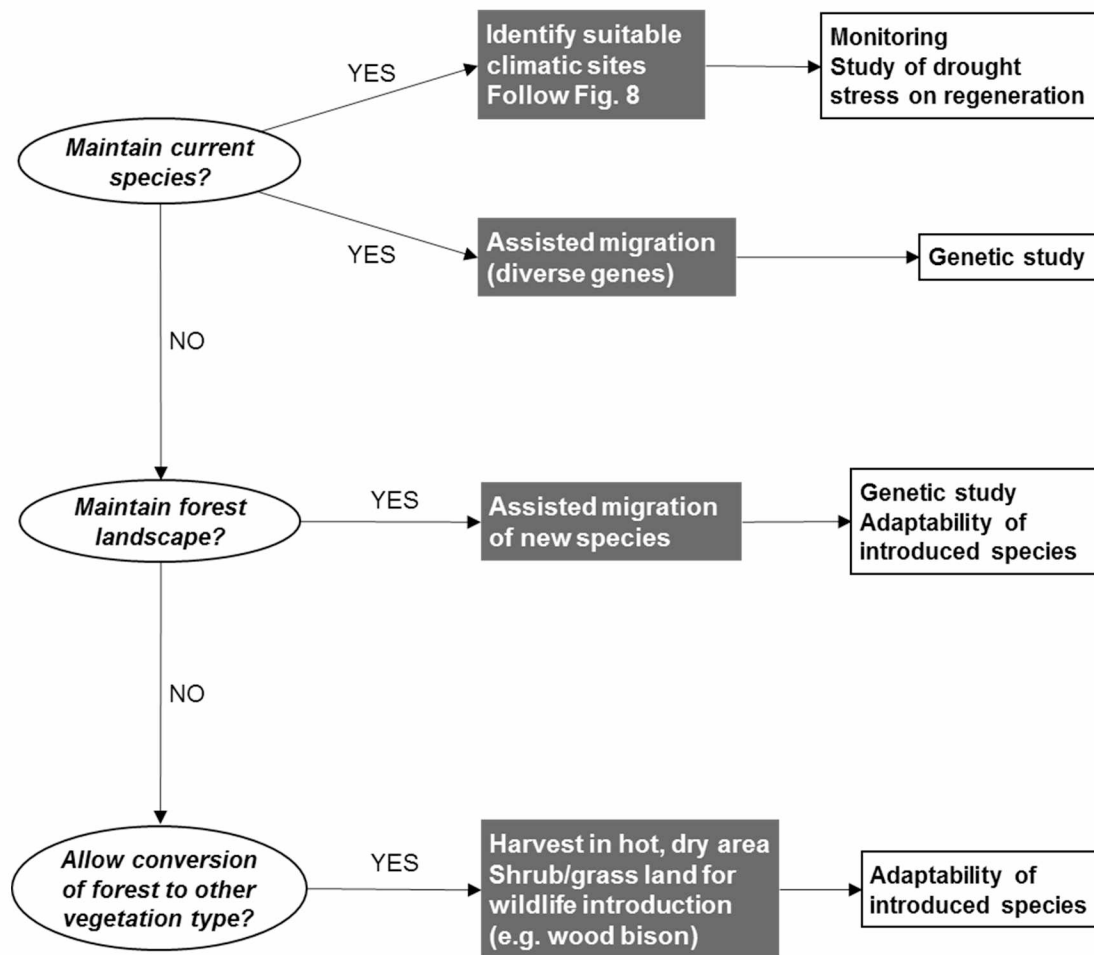 Identify suitable
climatic sites
Follow Fig. 8
Monitoring
Study of drought
stress on regeneration
YES
Maintain current
species?
YES
Assisted migration
(diverse genes)
Genetic study
NO
Maintain forest
landscape?
YES
Assisted migration
of new species
Genetic study
Adaptability of
introduced species
NO
Allow conversion
of forest to other
vegetation type?
YES
Harvest in hot, dry area
Shrub/grass land for
wildlife introduction
(e.g. wood bison)
Adaptability of
introduced species